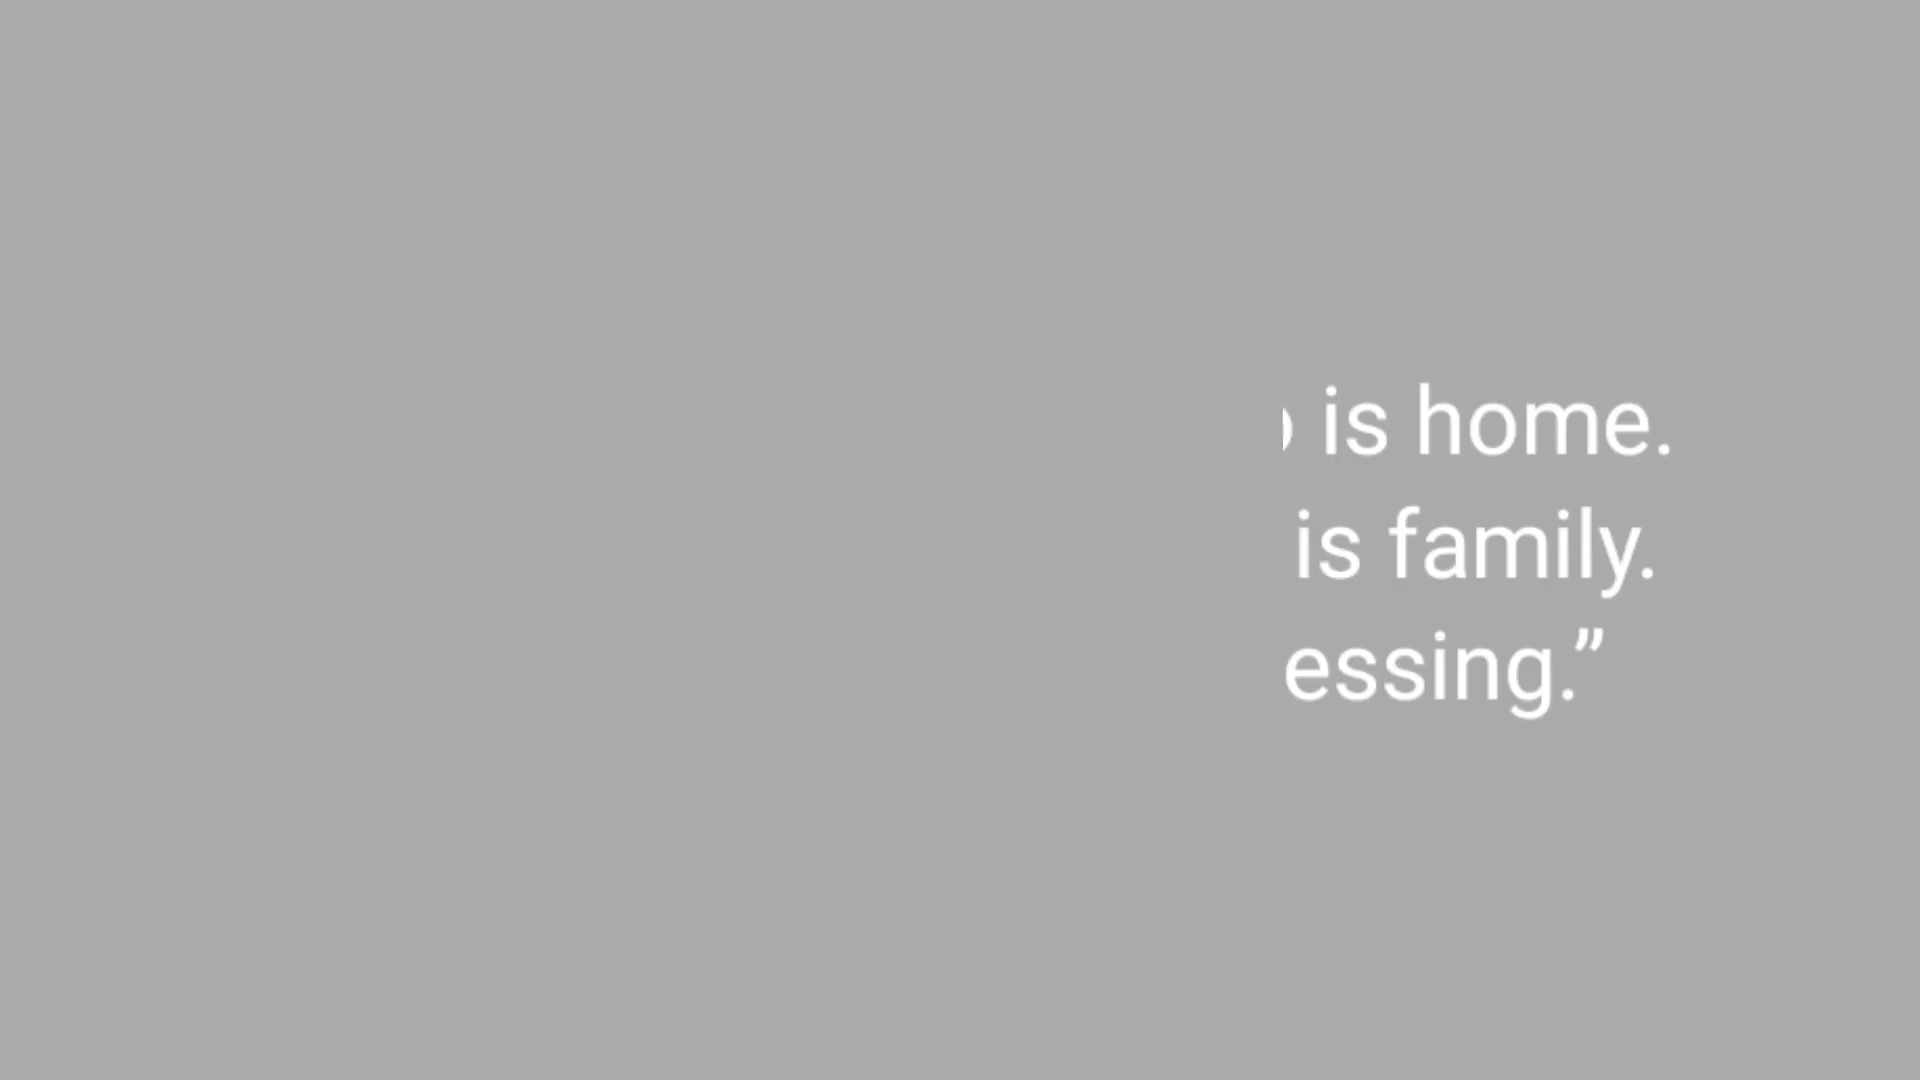 is home.
is family.
essing.”